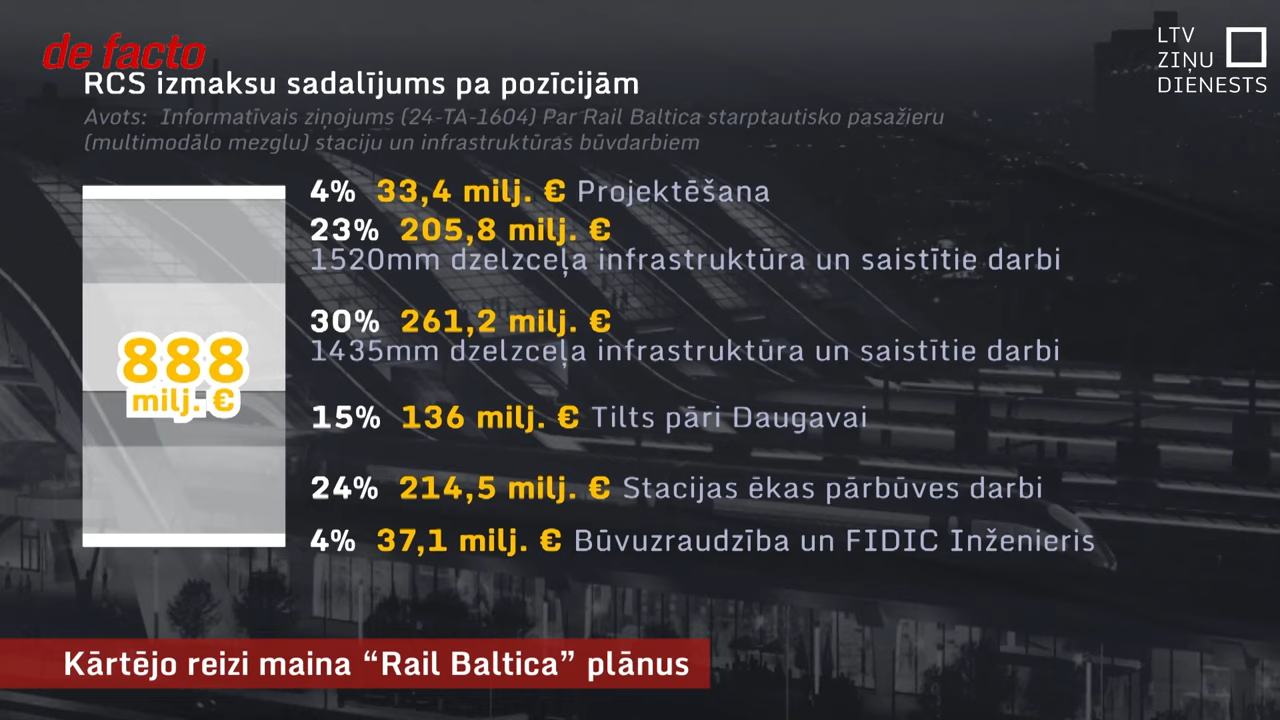 de facto
LTV
ZIŅU
DIENESTS
RCS izmaksu sadalījums pa pozīcijām
Avots: Informatīvais ziņojums (24-TA-1604) Par Rail Baltica starptautisko pasažieru
(multimodālo mezglu) staciju un infrastruktūras būvdarbiem
4% 33,4 milj. € Projektēšana
23% 205,8 milj. €
1520mm dzelzceļa infrastruktūra un saistītie darbi
30% 261,2 milj. €
1435mm dzelzceļa infrastruktūra un saistītie darbi
888
milj. €
15% 136 milj. € Tilts pāri Daugavai
24% 214,5 milj. € Stacijas ēkas pārbūves darbi
4% 37,1 milj. € Būvuzraudzība un FIDIC Inženieris
Kārtējo reizi maina “Rail Baltica” plānus